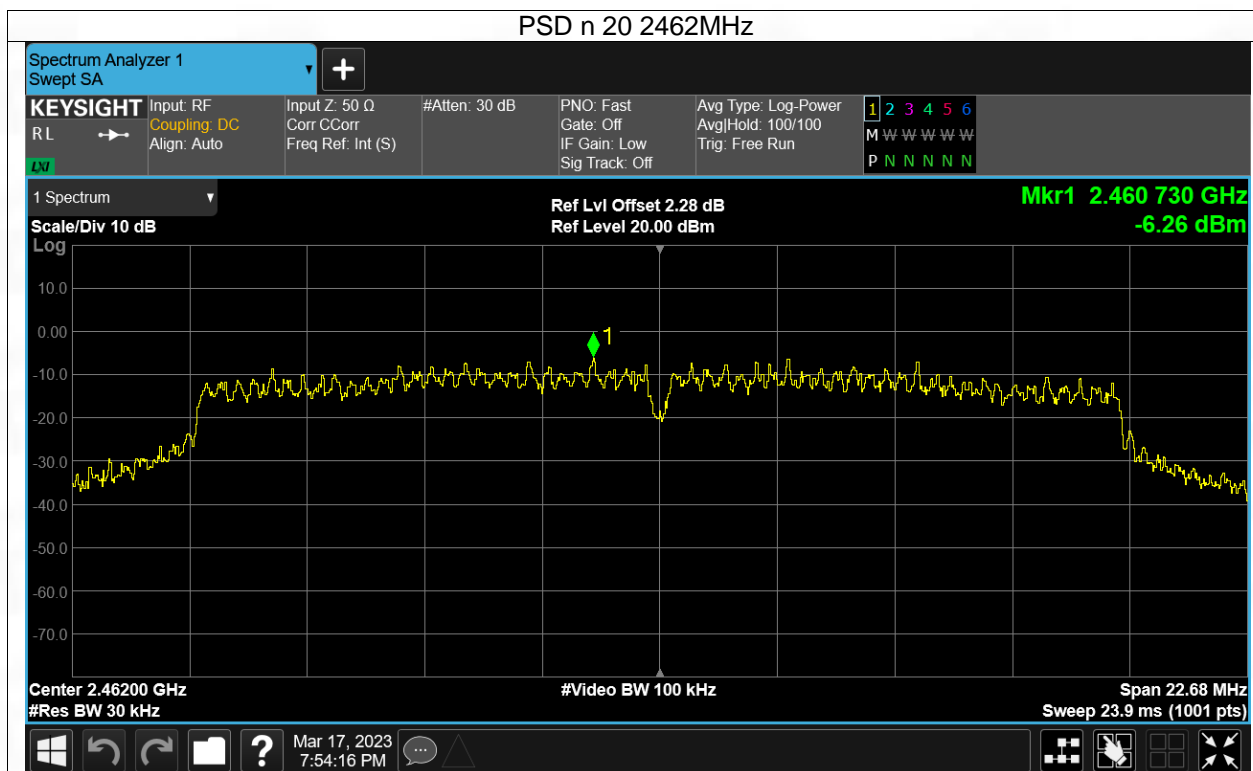 PSD n 20 2462MHz
Spectrum Analyzer 1
Swept SA
KEYSIGHT
R L
LXI
Input: RF
Coupling: DC
Align: Auto
Input Z: 50 Ω
Corr CCorr
Freq Ref: Int (S)
#Atten: 30 dB
PNO: Fast
Gate: Off
IF Gain: Low
Sig Track: Off
Avg Type: Log-Power
Avg|Hold: 100/100
Trig: Free Run
1 2 3 4 5 6
M W W W W W
P N N N N N
1 Spectrum
Scale/Div 10 dB
Ref Lvl Offset 2.28 dB
Ref Level 20.00 dBm
Mkr1 2.460 730 GHz
-6.26 dBm
Log
10.0
0.00
-10.0
-20.0
-30.0
-40.0
-50.0
-60.0
-70.0
1
Center 2.46200 GHz
#Res BW 30 kHz
#Video BW 100 kHz
Span 22.68 MHz
Sweep 23.9 ms (1001 pts)
?
Mar 17, 2023
7:54:16 PM